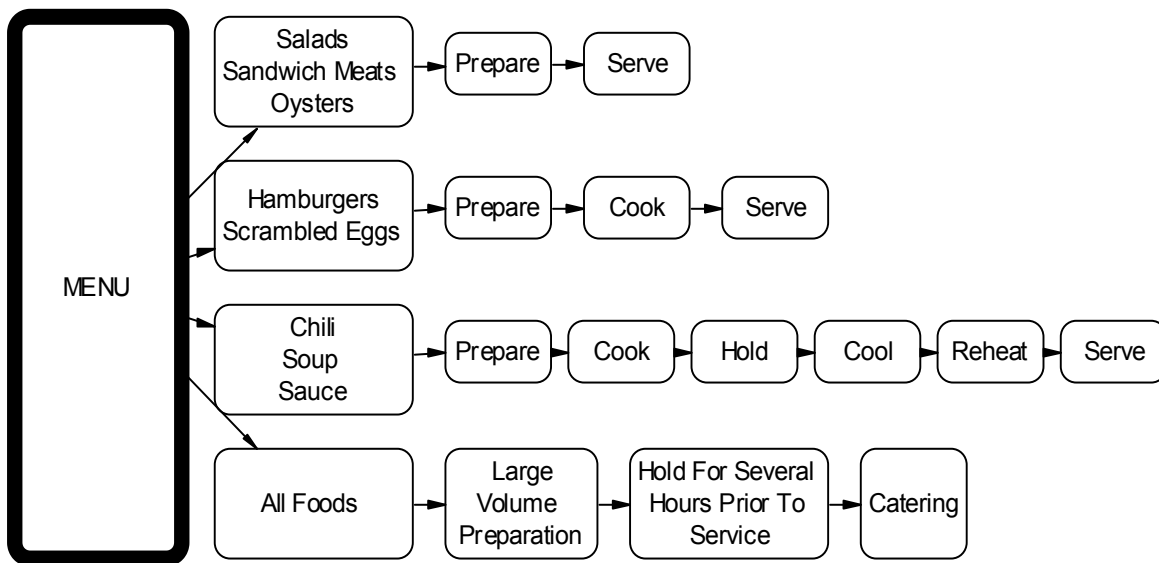 MENU
Salads
Sandwich Meats
Oysters
Prepare
Serve
Hamburgers
Scrambled Eggs
Prepare
Cook
Serve
Chili
Soup
Sauce
Prepare
Cook
Hold
Cool
Reheat
Serve
All Foods
Large
Volume
Preparation
Hold For Several
Hours Prior To
Service
Catering